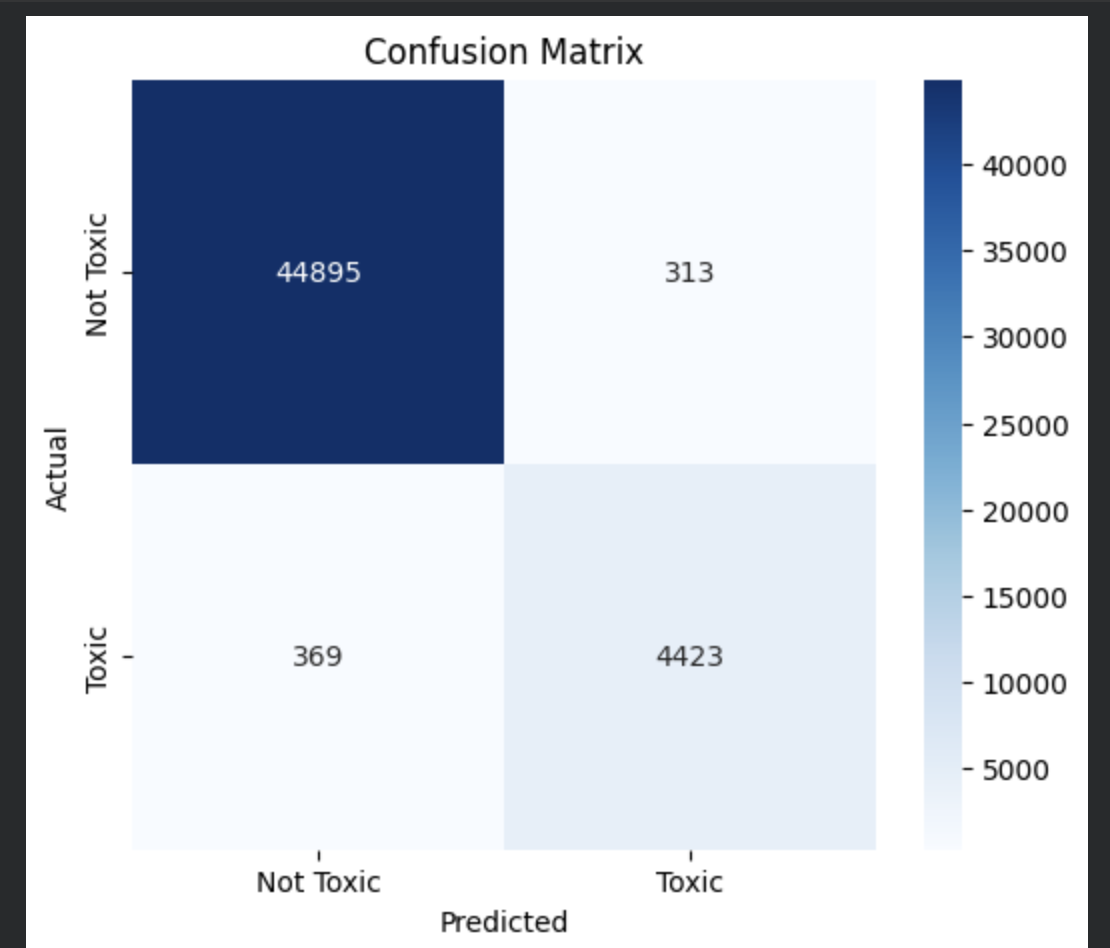 Confusion Matrix
Actual
Not Toxic
Toxic
44895
313
369
4423
Not Toxic
Toxic
Predicted
40000
35000
30000
25000
20000
15000
10000
5000